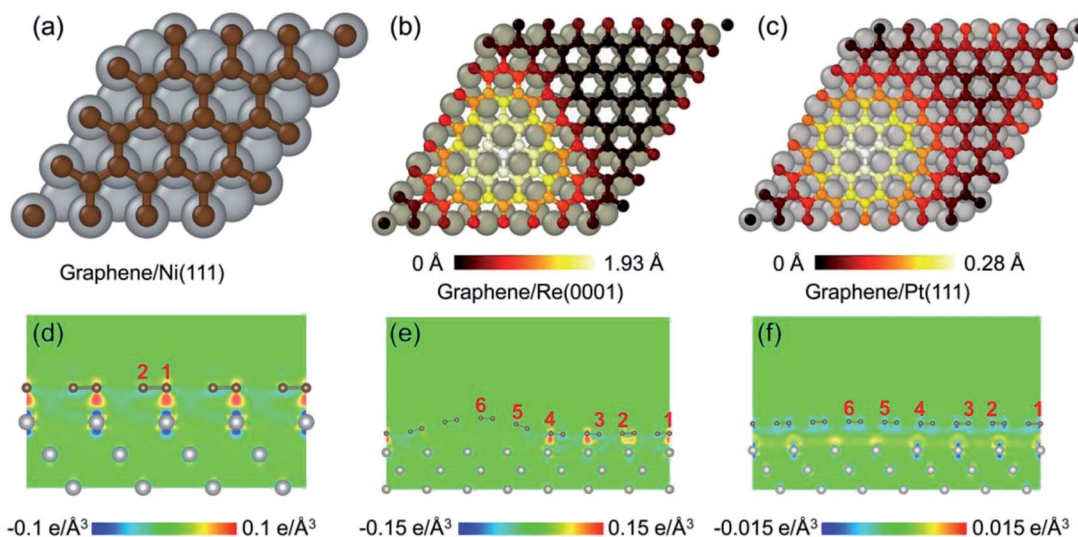 (a)
(b)
(c)
Graphene/Ni(111)
0 Å 1.93 Å
Graphene/Re(0001)
0 Å 0.28 Å
Graphene/Pt(111)
(d)
2 1
(e)
6 5 4 3 2 1
(f)
6 5 4 3 2 1
-0.1 e/Å³ 0.1 e/Å³
-0.15 e/Å³ 0.15 e/Å³
-0.015 e/Å³ 0.015 e/Å³